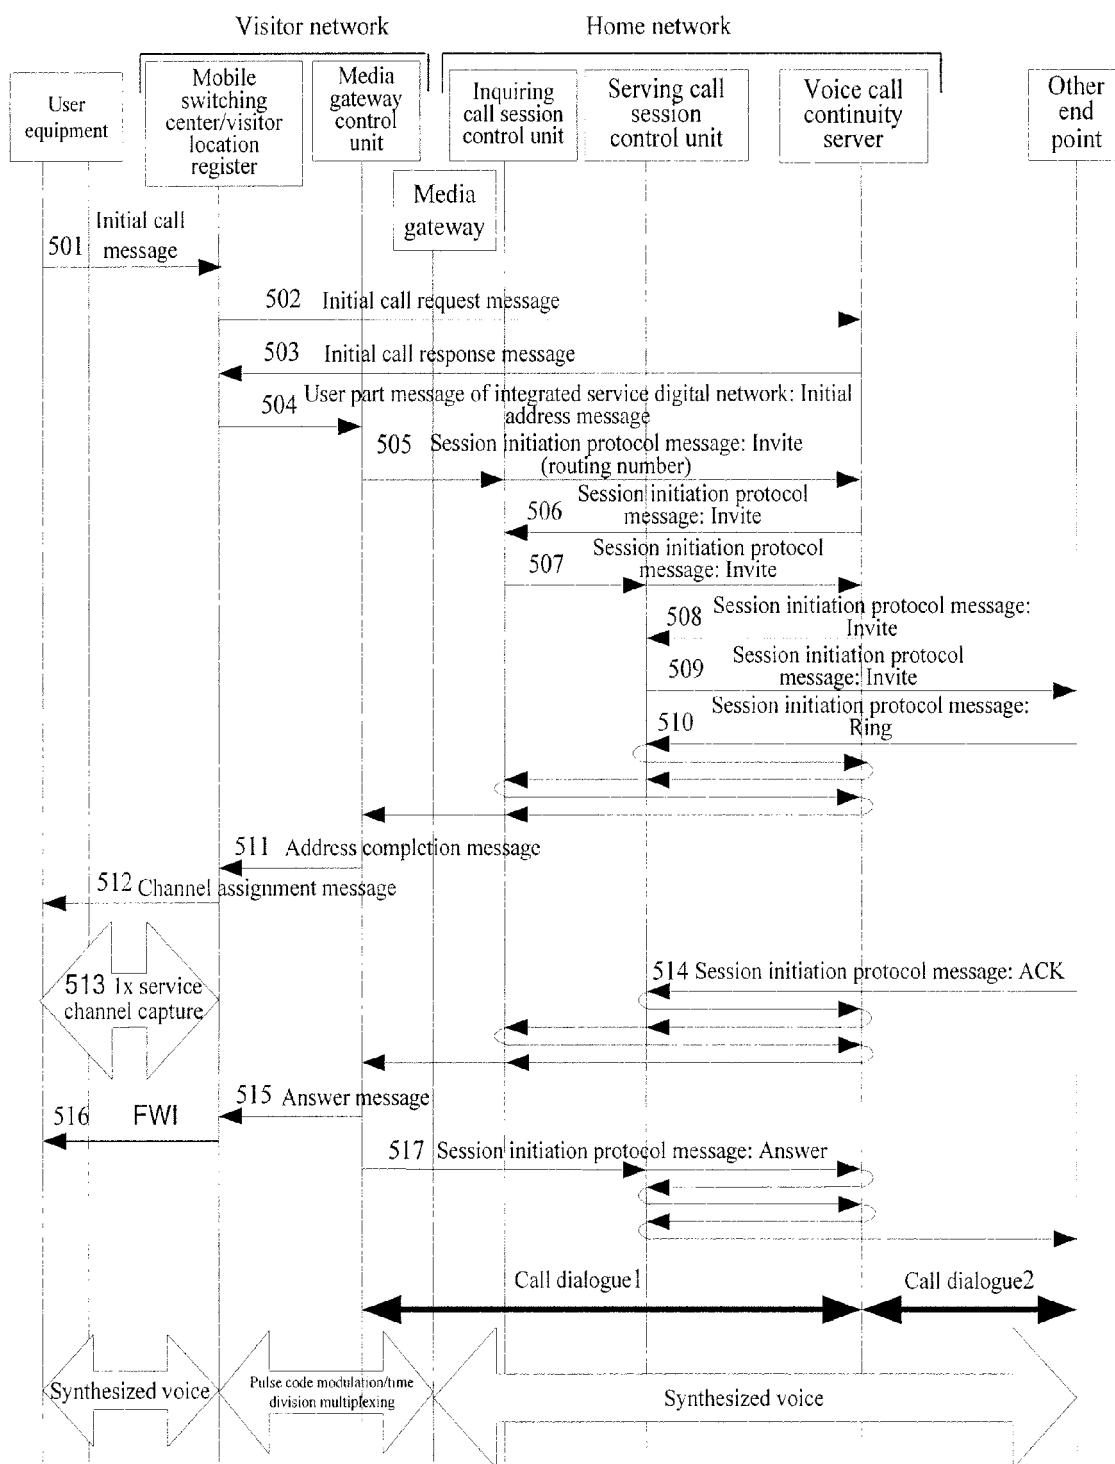 Visitor network
Home network
User
equipment
Mobile
switching
center/visitor
location
register
Media
gateway
control
unit
Inquiring
call session
control unit
Serving call
session
control unit
Voice call
continuity
server
Other
end
point
Media
gateway
501
Initial call
message
502 Initial call request message
503 Initial call response message
504
User part message of integrated service digital network: Initial
address message
505 Session initiation protocol message: Invite
(routing number)
506
Session initiation protocol
message: Invite
507
Session initiation protocol
message: Invite
508
Session initiation protocol message:
Invite
509
Session initiation protocol
message: Invite
510
Session initiation protocol message:
Ring
511 Address completion message
512 Channel assignment message
513 1x service
channel capture
514 Session initiation protocol message: ACK
515 Answer message
516 FWI
517 Session initiation protocol message: Answer
Call dialogue1
Call dialogue2
Synthesized voice
Pulse code modulation/time
division multiplexing
Synthesized voice